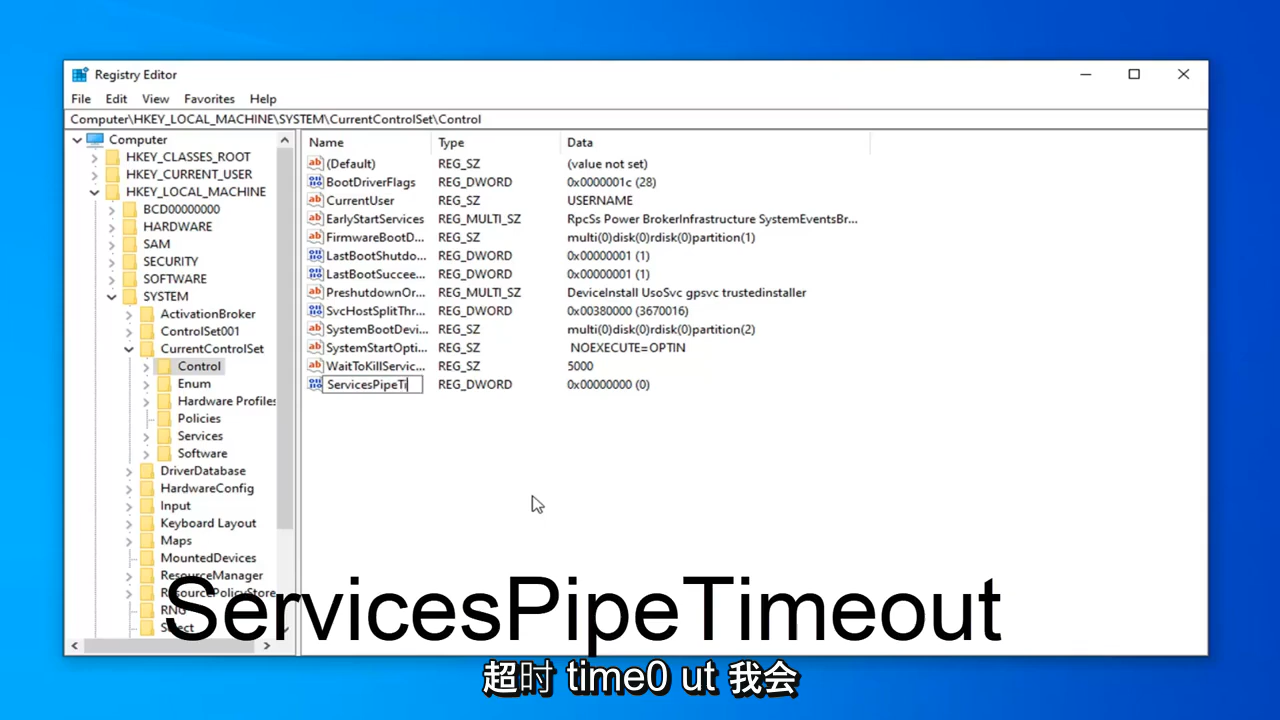 Registry Editor
File Edit View Favorites Help
Computer\HKEY_LOCAL_MACHINE\SYSTEM\CurrentControlSet\Control
Computer
HKEY_CLASSES_ROOT
HKEY_CURRENT_USER
HKEY_LOCAL_MACHINE
BCD00000000
HARDWARE
SAM
SECURITY
SOFTWARE
SYSTEM
ActivationBroker
ControlSet001
CurrentControlSet
Control
Enum
Hardware Profiles
Policies
Services
Software
DriverDatabase
HardwareConfig
Input
Keyboard Layout
Maps
MountedDevices
ResourceManager
ResourcePolicyStore
RNG
Select
Name Type Data
(Default) REG_SZ (value not set)
BootDriverFlags REG_DWORD 0x0000001c (28)
CurrentUser REG_SZ USERNAME
EarlyStartServices REG_MULTI_SZ RpcSs Power BrokerInfrastructure SystemEventsBr...
FirmwareBootD... REG_SZ multi(0)disk(0)rdisk(0)partition(1)
LastBootShutdo... REG_DWORD 0x00000001 (1)
LastBootSuccee... REG_DWORD 0x00000001 (1)
PreshutdownOr... REG_MULTI_SZ DeviceInstall UsoSvc gpsvc trustedinstaller
SvcHostSplitThr... REG_DWORD 0x00380000 (3670016)
SystemBootDevi... REG_SZ multi(0)disk(0)rdisk(0)partition(2)
SystemStartOpti... REG_SZ NOEXECUTE=OPTIN
WaitToKillServic... REG_SZ 5000
ServicesPipeTi REG_DWORD 0x00000000 (0)
ServicesPipeTimeout
超时 time0 ut 我会